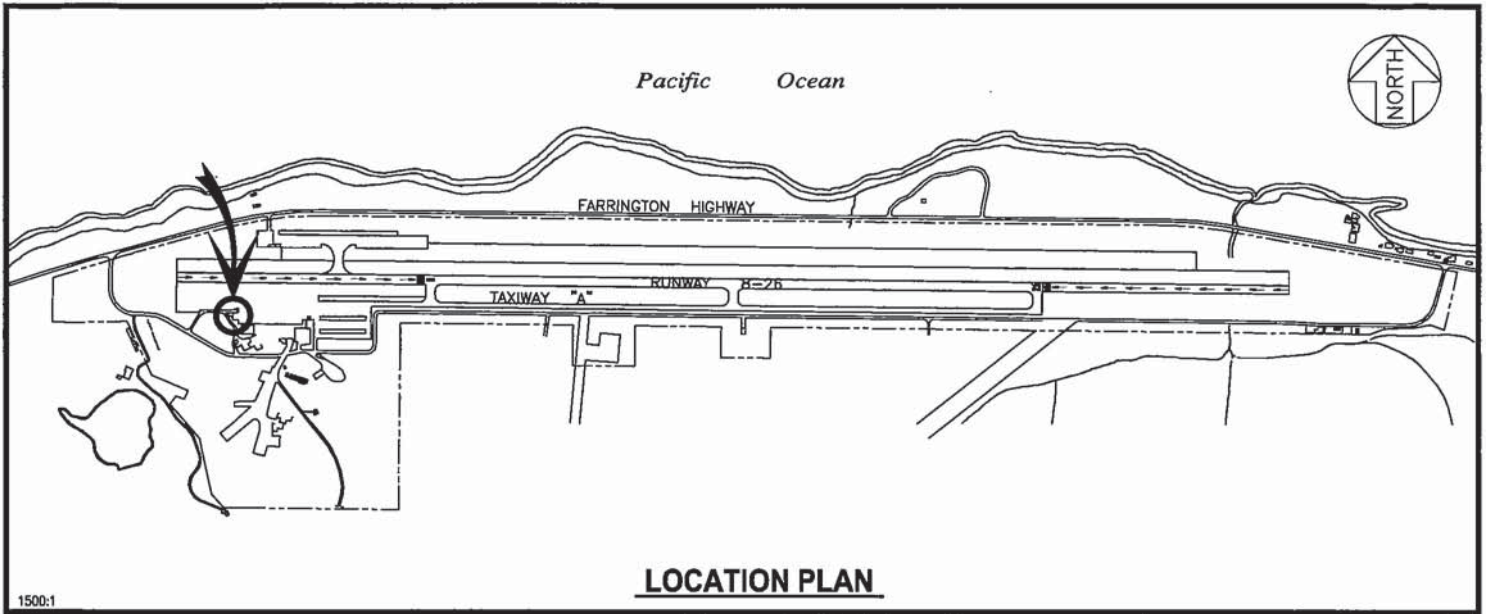 Pacific Ocean
NORTH
FARRINGTON HIGHWAY
RUNWAY 8-26
TAXIWAY "A"
LOCATION PLAN
1500:1